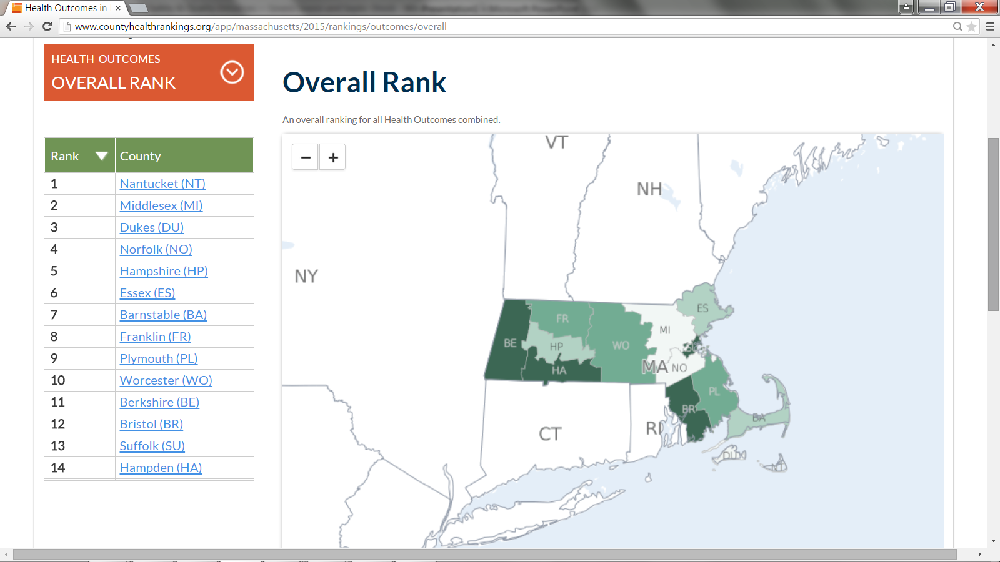 Health Outcomes in
www.countyhealthrankings.org/app/massachusetts/2015/rankings/outcomes/overall
HEALTH OUTCOMES
OVERALL RANK
Overall Rank
An overall ranking for all Health Outcomes combined.
Rank County
1 Nantucket (NT)
2 Middlesex (MI)
3 Dukes (DU)
4 Norfolk (NO)
5 Hampshire (HP)
6 Essex (ES)
7 Barnstable (BA)
8 Franklin (FR)
9 Plymouth (PL)
10 Worcester (WO)
11 Berkshire (BE)
12 Bristol (BR)
13 Suffolk (SU)
14 Hampden (HA)
− +
VT
NH
NY
ES
FR
MI
BE
HP
WO
MA
NO
HA
PL
BR
BA
RI
CT
DU
NT